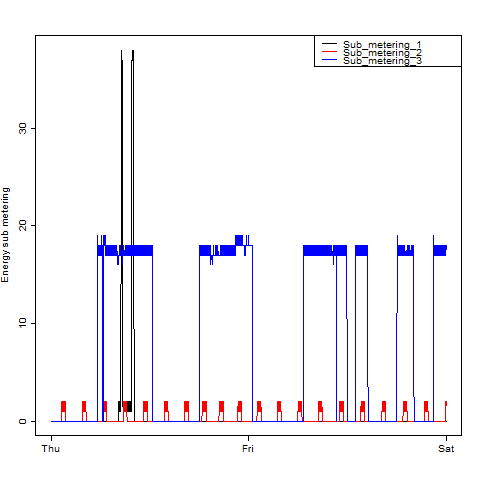 Sub_metering_1
Sub_metering_2
Sub_metering_3
30
20
10
0
Energy sub metering
Thu Fri Sat